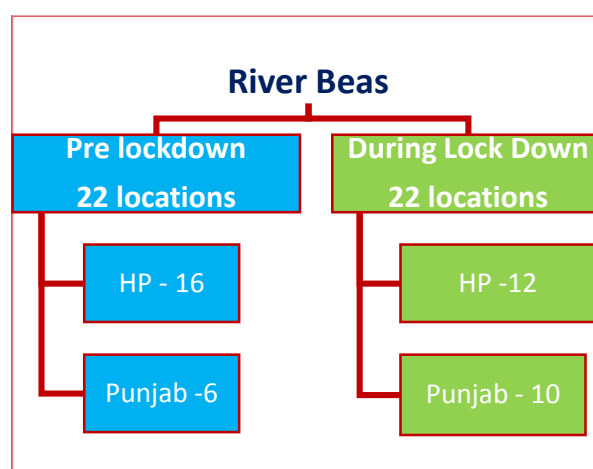 River Beas
Pre lockdown
22 locations
HP - 16
Punjab -6
During Lock Down
22 locations
HP -12
Punjab - 10